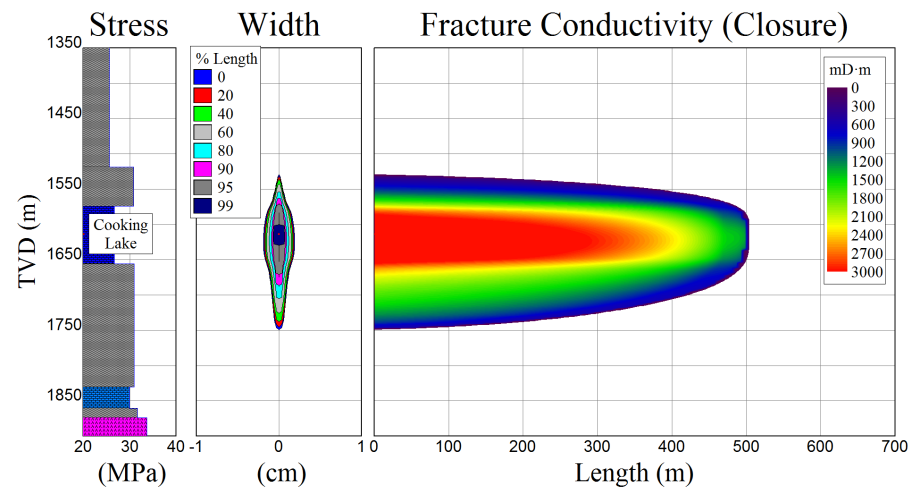 Stress Width Fracture Conductivity (Closure)
TVD (m)
1350
1450
1550
1650
1750
1850
Cooking
Lake
20 30 40
(MPa)
% Length
0
20
40
60
80
90
95
99
-1 0 1
(cm)
mD·m
0
300
600
900
1200
1500
1800
2100
2400
2700
3000
0 100 200 300 400 500 600 700
Length (m)